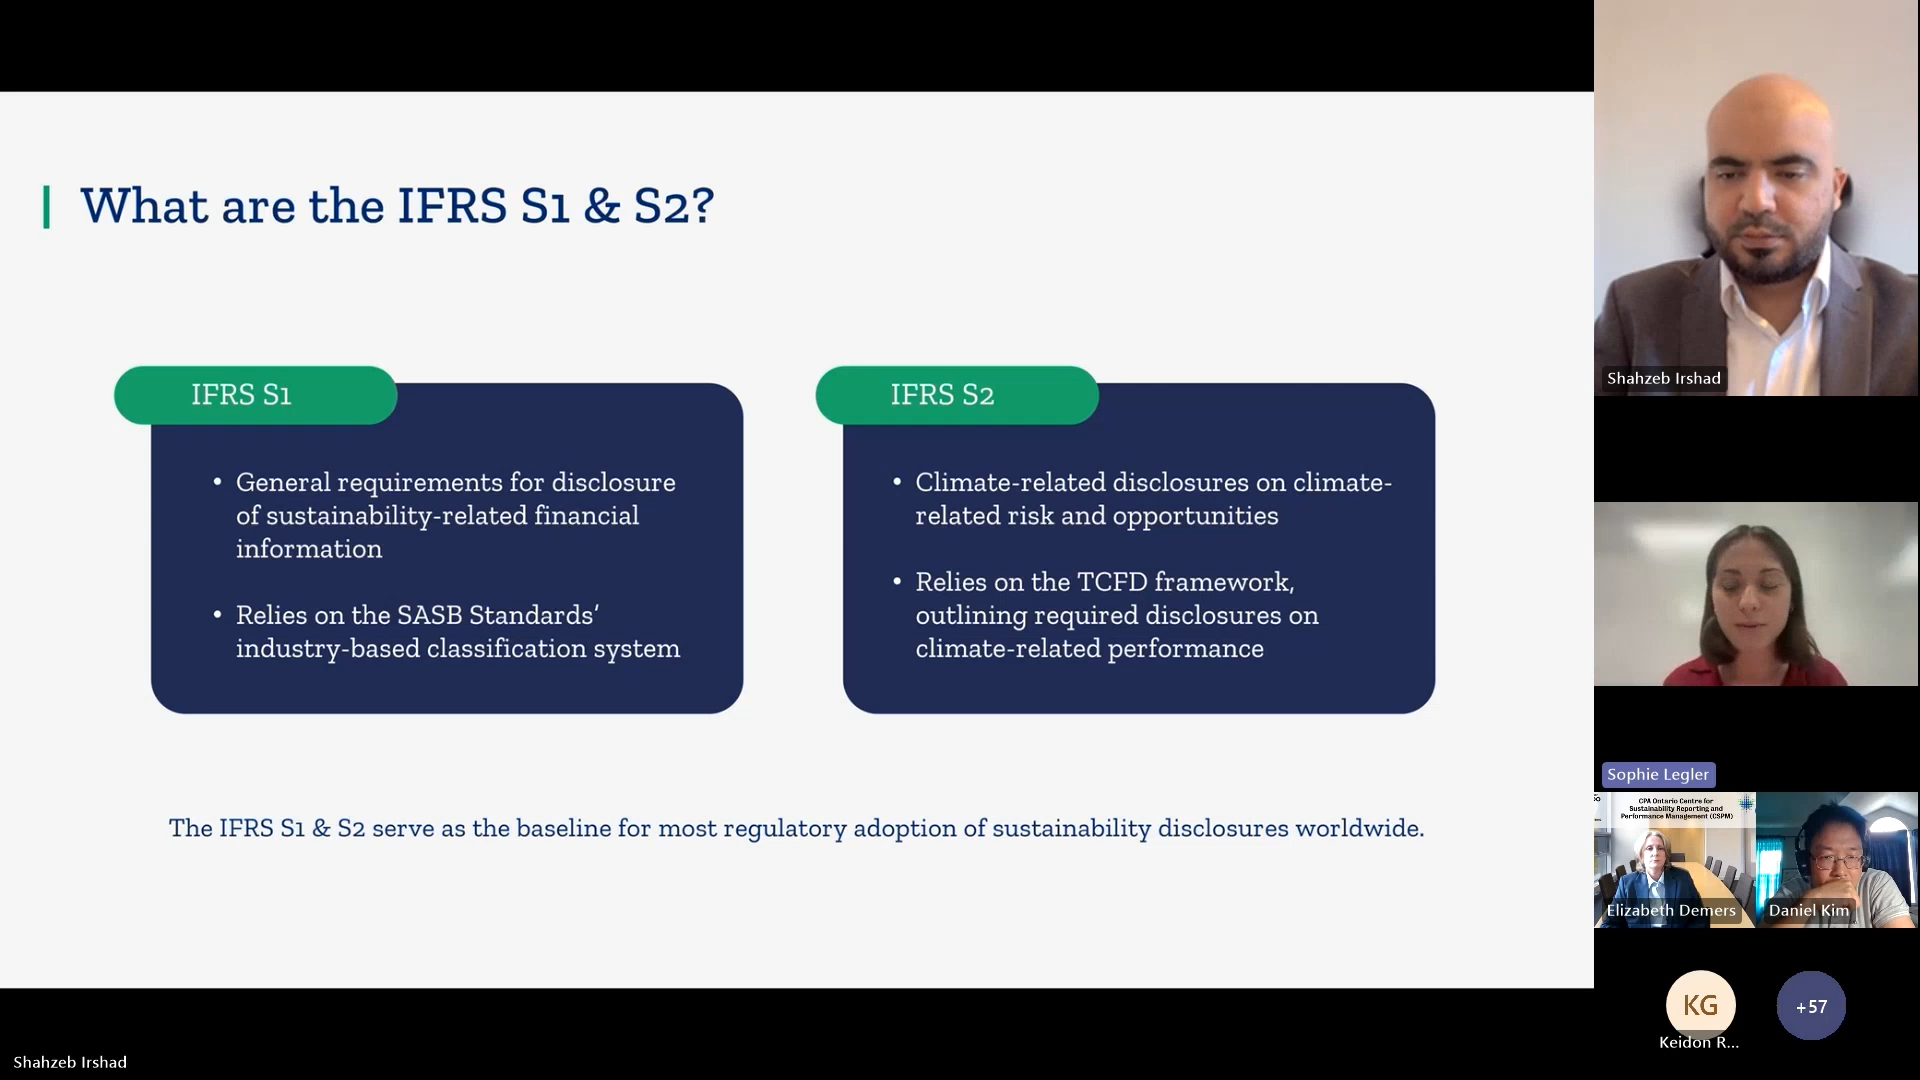 What are the IFRS S1 & S2?
IFRS S1
• General requirements for disclosure
of sustainability-related financial
information
• Relies on the SASB Standards’
industry-based classification system
IFRS S2
• Climate-related disclosures on climate-
related risk and opportunities
• Relies on the TCFD framework,
outlining required disclosures on
climate-related performance
The IFRS S1 & S2 serve as the baseline for most regulatory adoption of sustainability disclosures worldwide.
Shahzeb Irshad
Shahzeb Irshad
Sophie Legler
CPA Ontario Centre for
Sustainability Reporting and
Performance Management (CSPM)
Elizabeth Demers
Daniel Kim
KG
Keidon R...
+57